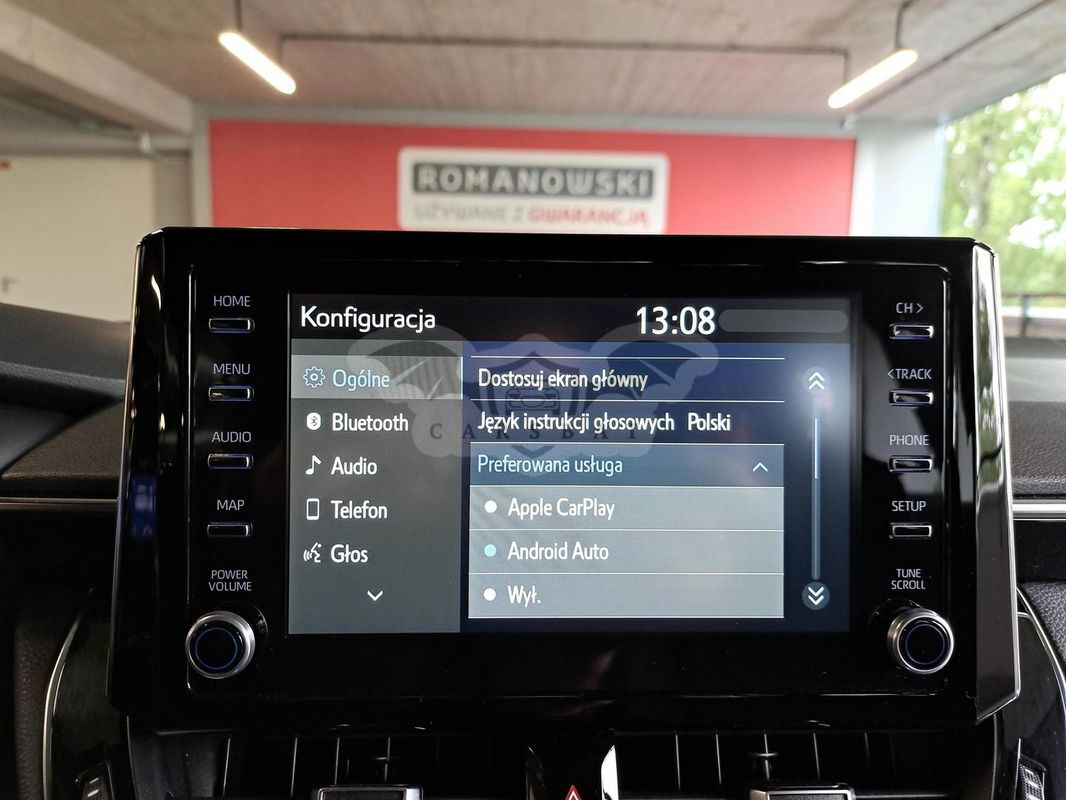 ROMANOWSKI
UŻYWANE Z GWARANCJĄ
HOME
MENU
AUDIO
MAP
POWER
VOLUME
Konfiguracja 13:08
Ogólne
Bluetooth
Audio
Telefon
Głos
Dostosuj ekran główny
Język instrukcji głosowych Polski
Preferowana usługa
Apple CarPlay
Android Auto
Wył.
CARSBAT
CH >
<TRACK
PHONE
SETUP
TUNE
SCROLL